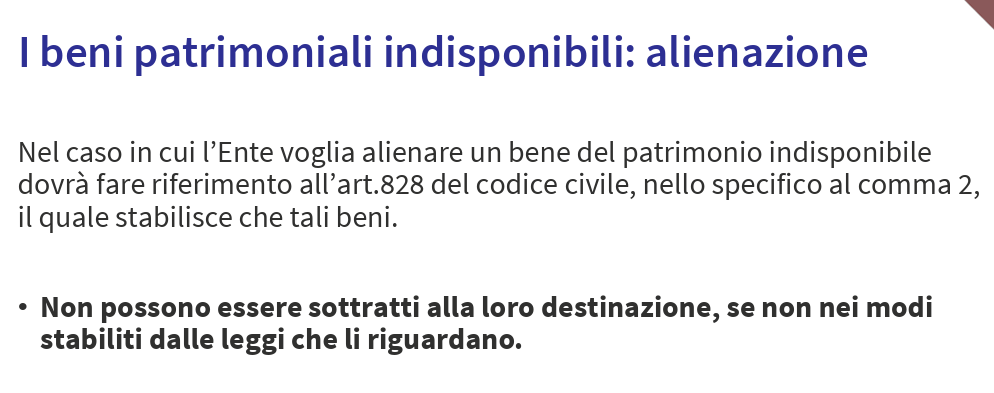 I beni patrimoniali indisponibili: alienazione
Nel caso in cui l’Ente voglia alienare un bene del patrimonio indisponibile
dovrà fare riferimento all’art.828 del codice civile, nello specifico al comma 2,
il quale stabilisce che tali beni.
• Non possono essere sottratti alla loro destinazione, se non nei modi
stabiliti dalle leggi che li riguardano.